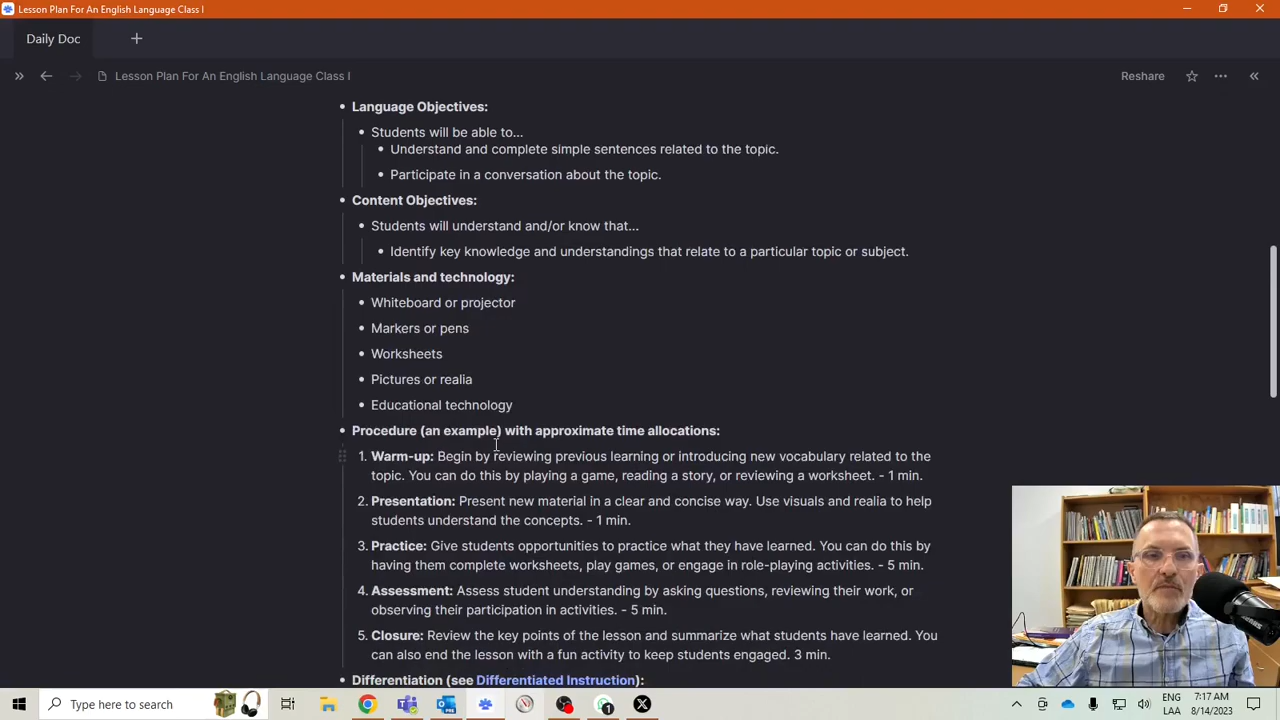 Lesson Plan For An English Language Class I
Daily Doc
Lesson Plan For An English Language Class I
Reshare
Language Objectives:
Students will be able to...
Understand and complete simple sentences related to the topic.
Participate in a conversation about the topic.
Content Objectives:
Students will understand and/or know that...
Identify key knowledge and understandings that relate to a particular topic or subject.
Materials and technology:
Whiteboard or projector
Markers or pens
Worksheets
Pictures or realia
Educational technology
Procedure (an example) with approximate time allocations:
1. Warm-up: Begin by reviewing previous learning or introducing new vocabulary related to the
topic. You can do this by playing a game, reading a story, or reviewing a worksheet. - 1 min.
2. Presentation: Present new material in a clear and concise way. Use visuals and realia to help
students understand the concepts. - 1 min.
3. Practice: Give students opportunities to practice what they have learned. You can do this by
having them complete worksheets, play games, or engage in role-playing activities. - 5 min.
4. Assessment: Assess student understanding by asking questions, reviewing their work, or
observing their participation in activities. - 5 min.
5. Closure: Review the key points of the lesson and summarize what students have learned. You
can also end the lesson with a fun activity to keep students engaged. 3 min.
Differentiation (see Differentiated Instruction):
Type here to search
ENG
LAA
7:17 AM
8/14/2023